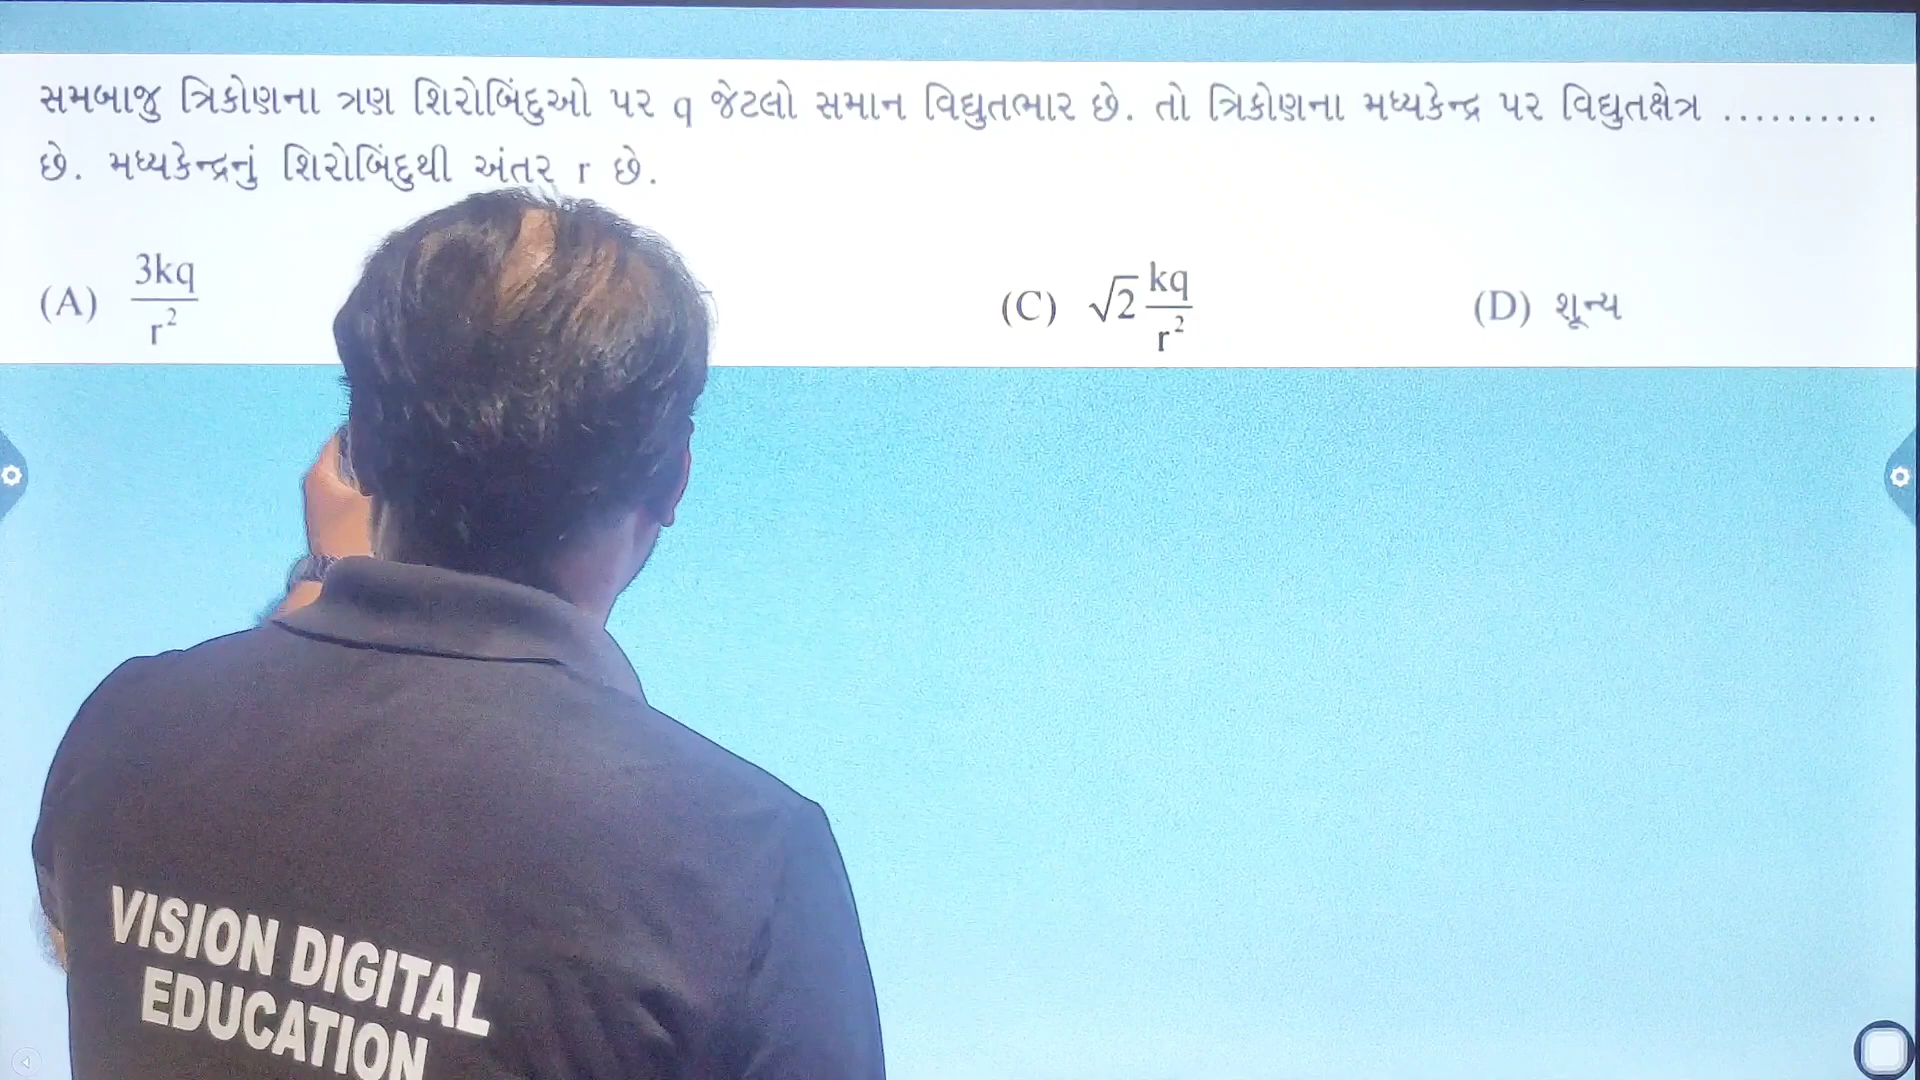 સમબાજુ ત્રિકોણના ત્રણ શિરોબિંદુઓ પર q જેટલો સમાન વિદ્યુતભાર છે. તો ત્રિકોણના મધ્યકેન્દ્ર પર વિદ્યુતક્ષેત્ર ..........
છે. મધ્યકેન્દ્રનું શિરોબિંદુથી અંતર r છે.
(A) 3kq/r²
(C) √2 kq/r²
(D) શૂન્ય
VISION DIGITAL
EDUCATION